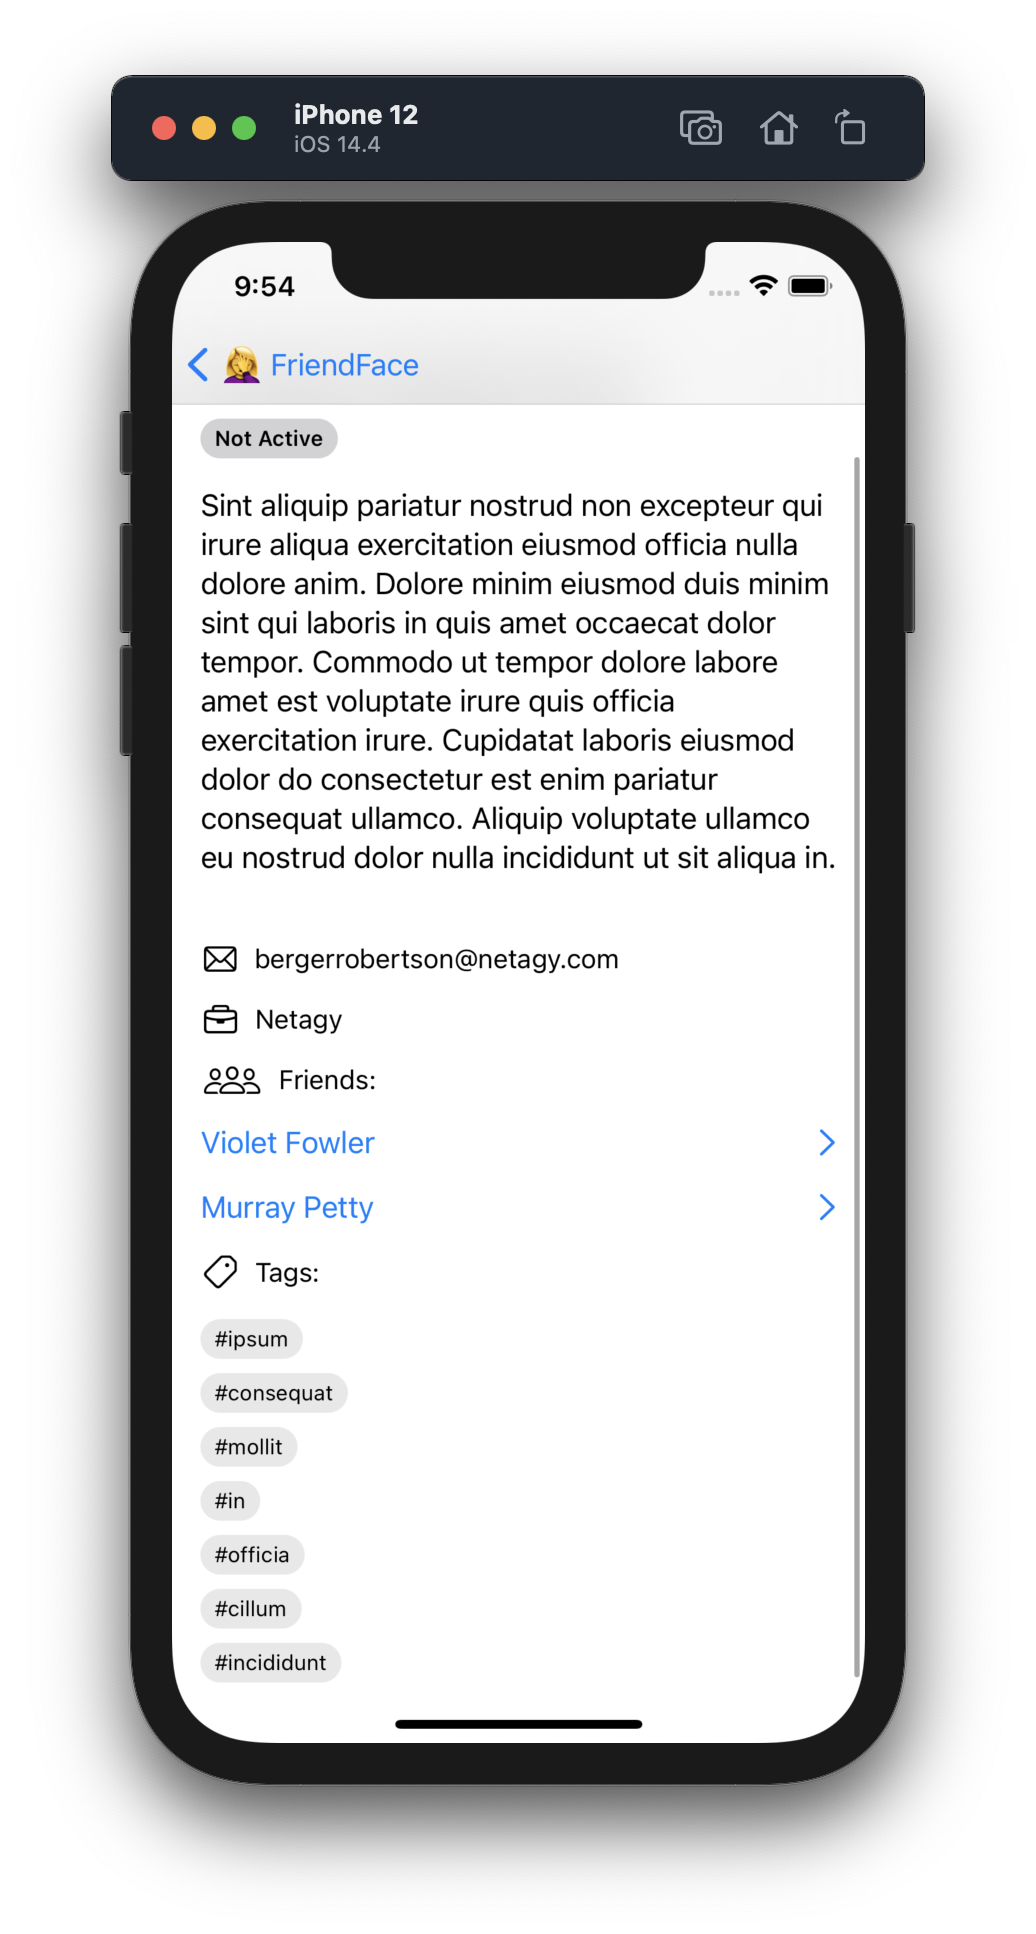 iPhone 12
iOS 14.4
9:54
🤦‍♀️ FriendFace
Not Active
Sint aliquip pariatur nostrud non excepteur qui
irure aliqua exercitation eiusmod officia nulla
dolore anim. Dolore minim eiusmod duis minim
sint qui laboris in quis amet occaecat dolor
tempor. Commodo ut tempor dolore labore
amet est voluptate irure quis officia
exercitation irure. Cupidatat laboris eiusmod
dolor do consectetur est enim pariatur
consequat ullamco. Aliquip voluptate ullamco
eu nostrud dolor nulla incididunt ut sit aliqua in.
bergerrobertson@netagy.com
Netagy
Friends:
Violet Fowler
Murray Petty
Tags:
#ipsum
#consequat
#mollit
#in
#officia
#cillum
#incididunt